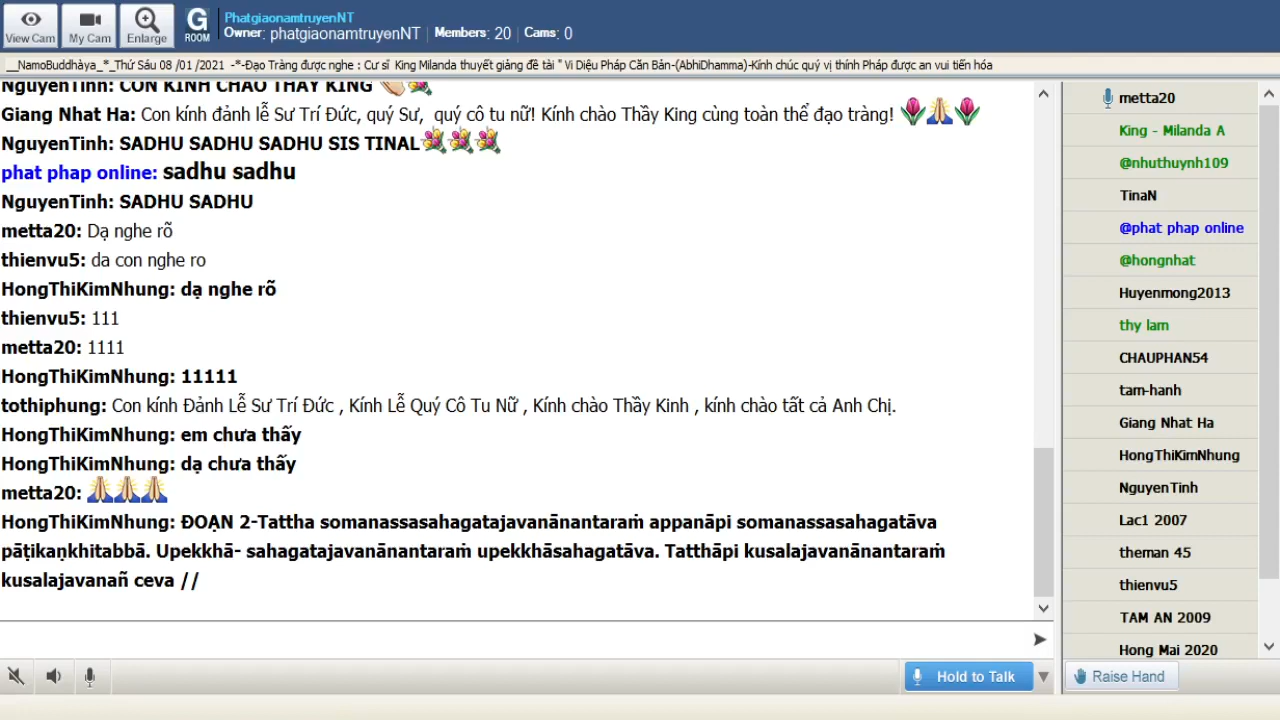 View Cam
My Cam
Enlarge
G
ROOM
PhatgiaonamtruyenNT
Owner: phatgiaonamtruyenNT | Members: 20 | Cams: 0
__NamoBuddhàya_*_Thứ Sáu 08 /01 /2021 -*-Đạo Tràng được nghe : Cư sĩ King Milanda thuyết giảng đề tài " Vi Diệu Pháp Căn Bản-(AbhiDhamma)-Kính chúc quý vị thính Pháp được an vui tiến hóa
NguyenTinh: CON KÍNH CHÀO THẦY KING
Giang Nhat Ha: Con kính đảnh lễ Sư Trí Đức, quý Sư, quý cô tu nữ! Kính chào Thầy King cùng toàn thể đạo tràng!
NguyenTinh: SADHU SADHU SADHU SIS TINAL
phat phap online: sadhu sadhu
NguyenTinh: SADHU SADHU
metta20: Dạ nghe rõ
thienvu5: da con nghe ro
HongThiKimNhung: dạ nghe rõ
thienvu5: 111
metta20: 1111
HongThiKimNhung: 11111
tothiphung: Con kính Đảnh Lễ Sư Trí Đức , Kính Lễ Quý Cô Tu Nữ , Kính chào Thầy Kinh , kính chào tất cả Anh Chị.
HongThiKimNhung: em chưa thấy
HongThiKimNhung: dạ chưa thấy
metta20:
HongThiKimNhung: ĐOẠN 2-Tattha somanassasahagatajavanānantaraṁ appanāpi somanassasahagatāva
pāṭikaṇkhitabbā. Upekkhā- sahagatajavanānantaraṁ upekkhāsahagatāva. Tatthāpi kusalajavanānantaraṁ
kusalajavanañ ceva //
Hold to Talk
metta20
King - Milanda A
@nhuthuynh109
TinaN
@phat phap online
@hongnhat
Huyenmong2013
thy lam
CHAUPHAN54
tam-hanh
Giang Nhat Ha
HongThiKimNhung
NguyenTinh
Lac1 2007
theman 45
thienvu5
TAM AN 2009
Hong Mai 2020
Raise Hand